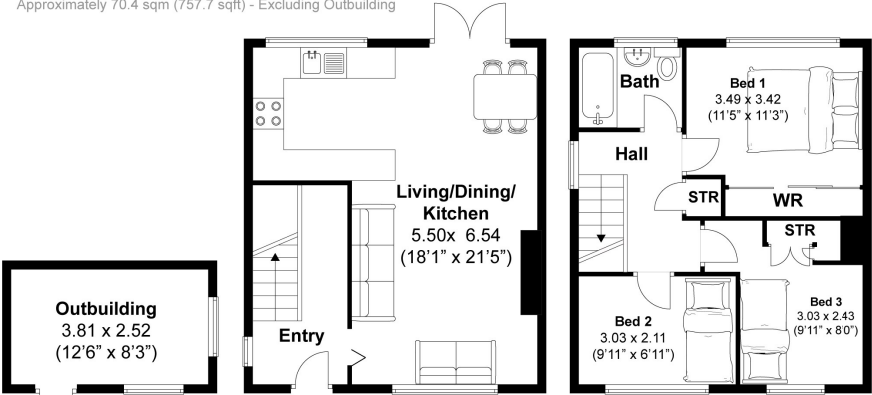 Approximately 70.4 sqm (757.7 sqft) - Excluding Outbuilding
Outbuilding
3.81 x 2.52
(12'6" x 8'3")
Living/Dining/
Kitchen
5.50x 6.54
(18'1" x 21'5")
Entry
Bath
Bed 1
3.49 x 3.42
(11'5" x 11'3")
Hall
STR
WR
STR
Bed 2
3.03 x 2.11
(9'11" x 6'11")
Bed 3
3.03 x 2.43
(9'11" x 8'0")